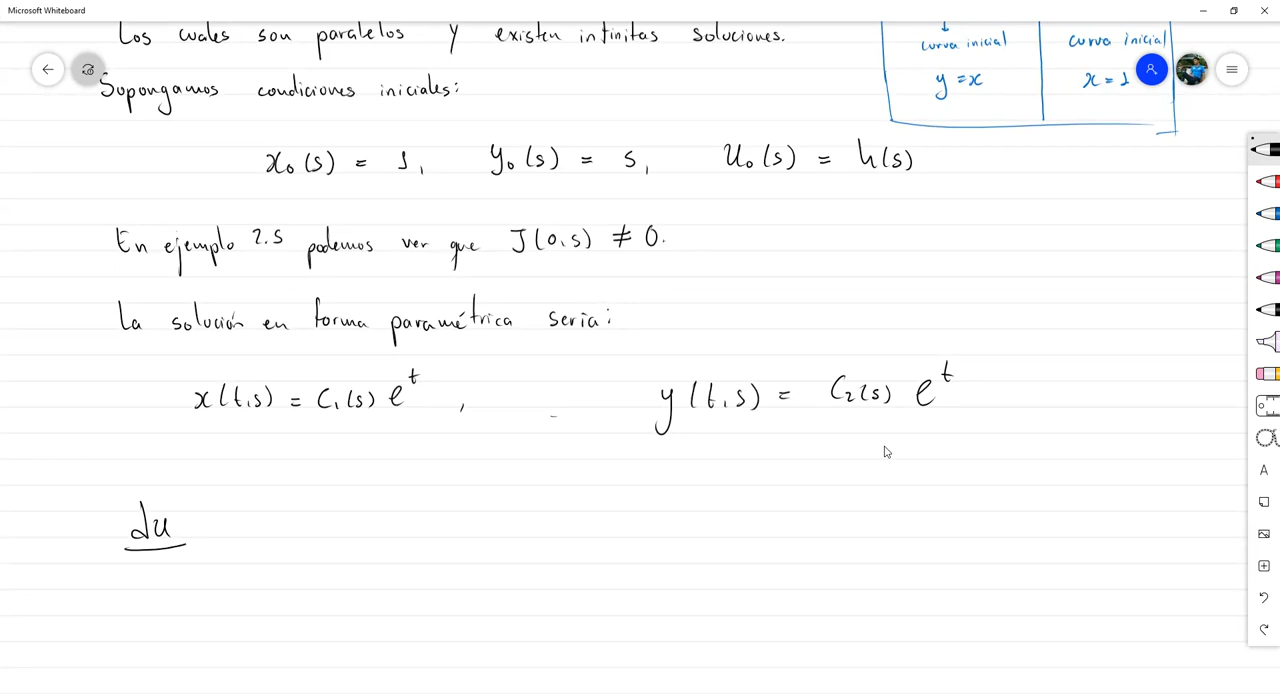 Microsoft Whiteboard
Los cuales son paralelos y existen infinitas soluciones.
curva inicial
curva inicial
y = x
x = 1
Supongamos condiciones iniciales:
x₀(s) = 1, y₀(s) = s, u₀(s) = h(s)
En ejemplo 2.5 podemos ver que J(0,s) ≠ 0.
La solución en forma paramétrica seria:
x(t,s) = C₁(s) e^t , y(t,s) = C₂(s) e^t
du
A